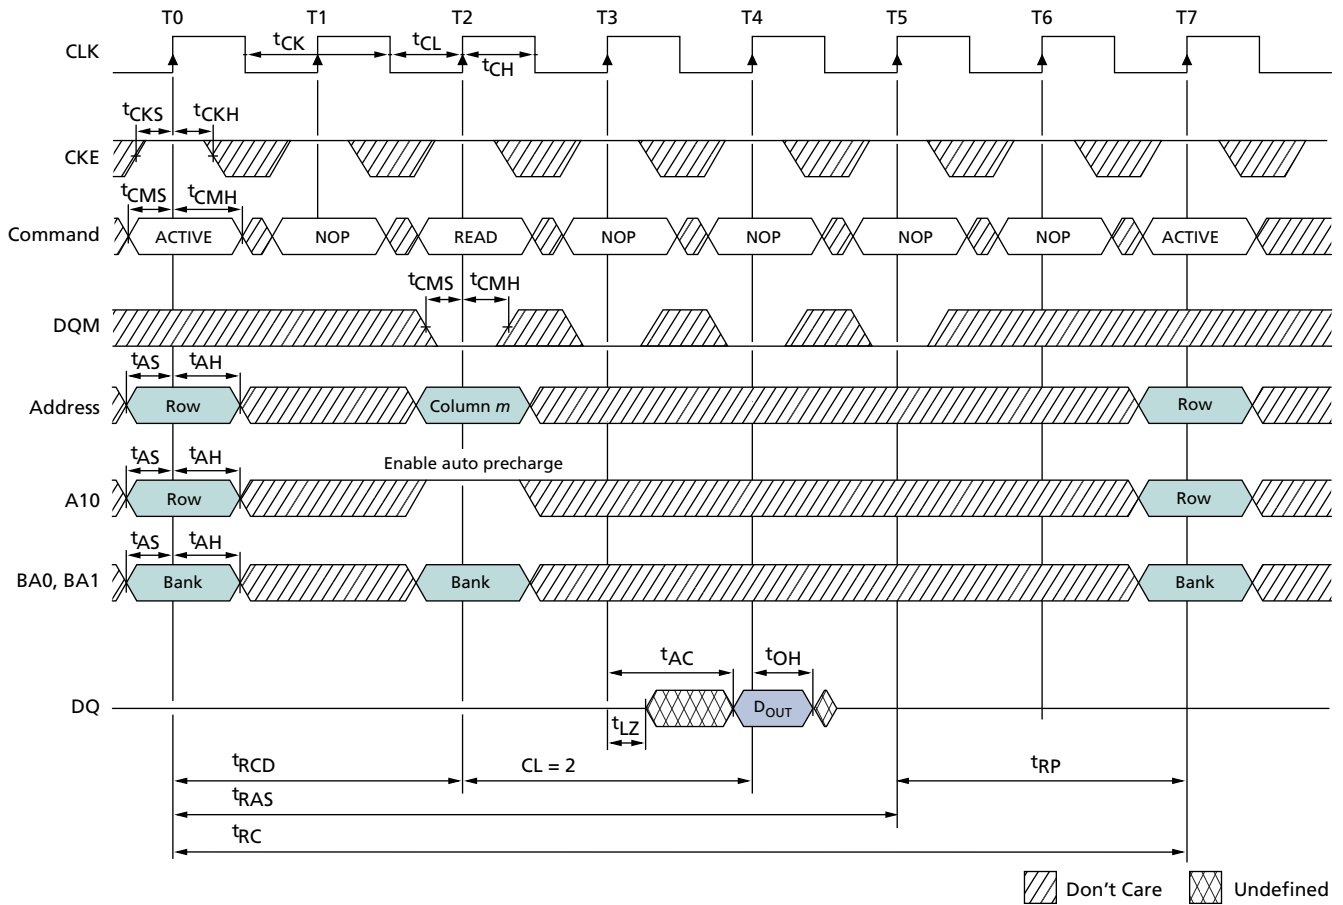 T0 T1 T2 T3 T4 T5 T6 T7
CLK tCK tCL tCH
tCKS tCKH
CKE
tCMS tCMH
Command ACTIVE NOP READ NOP NOP NOP NOP ACTIVE
tCMS tCMH
DQM
tAS tAH
Address Row Column m Row
tAS tAH Enable auto precharge
A10 Row Row
tAS tAH
BA0, BA1 Bank Bank Bank
tAC tOH
DQ DOUT
tLZ
tRCD CL = 2 tRP
tRAS
tRC
Don't Care Undefined